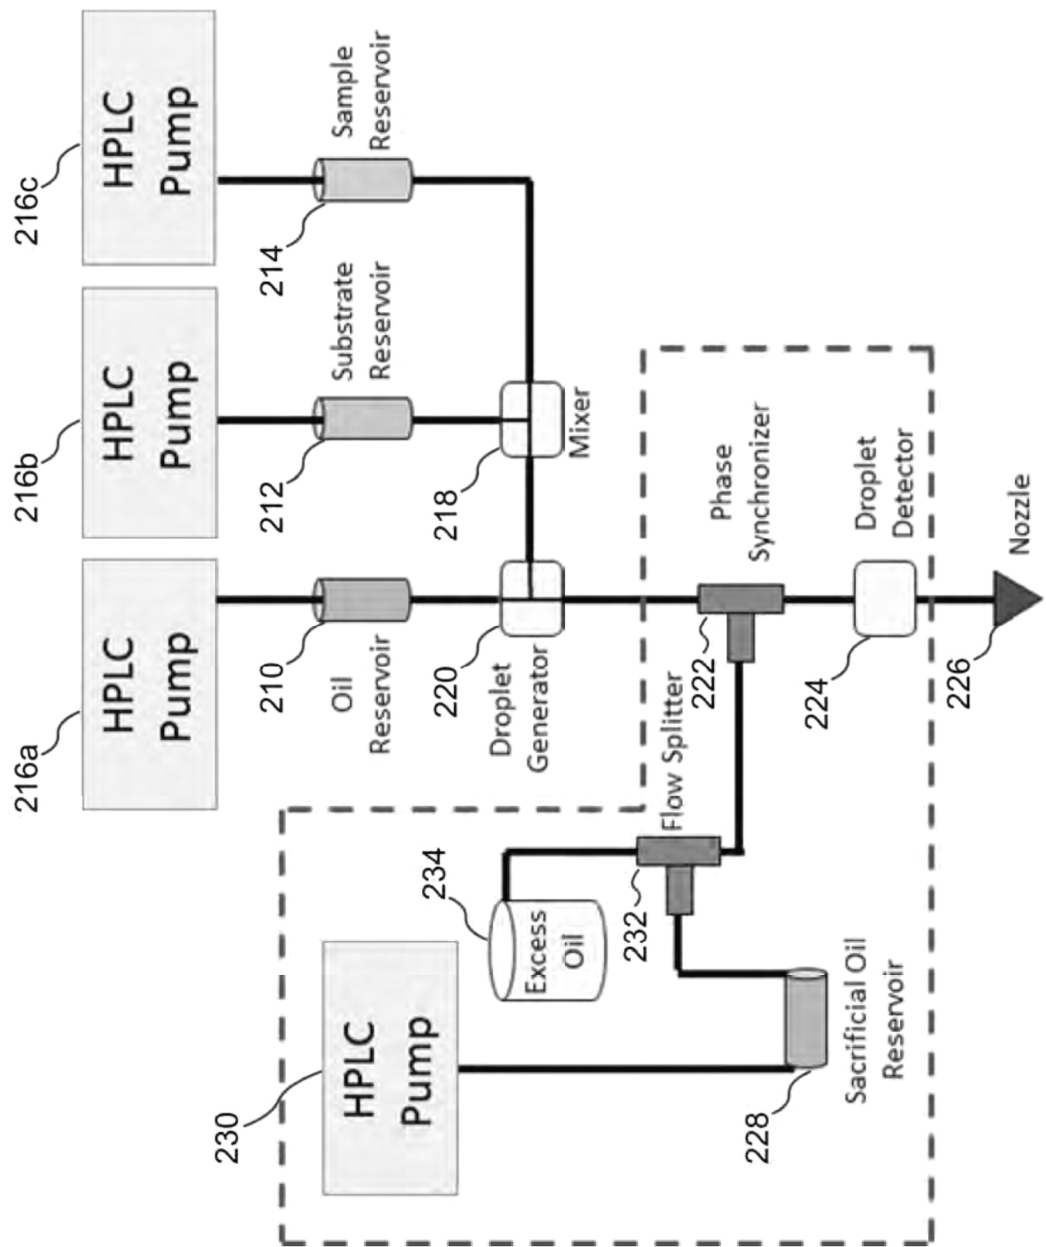 216a
HPLC
Pump
216b
HPLC
Pump
216c
HPLC
Pump
210
Oil
Reservoir
212
Substrate
Reservoir
214
Sample
Reservoir
220
Droplet
Generator
218
Mixer
230
HPLC
Pump
234
Excess
Oil
232
Flow Splitter
222
Phase
Synchronizer
228
Sacrificial Oil
Reservoir
224
Droplet
Detector
226
Nozzle